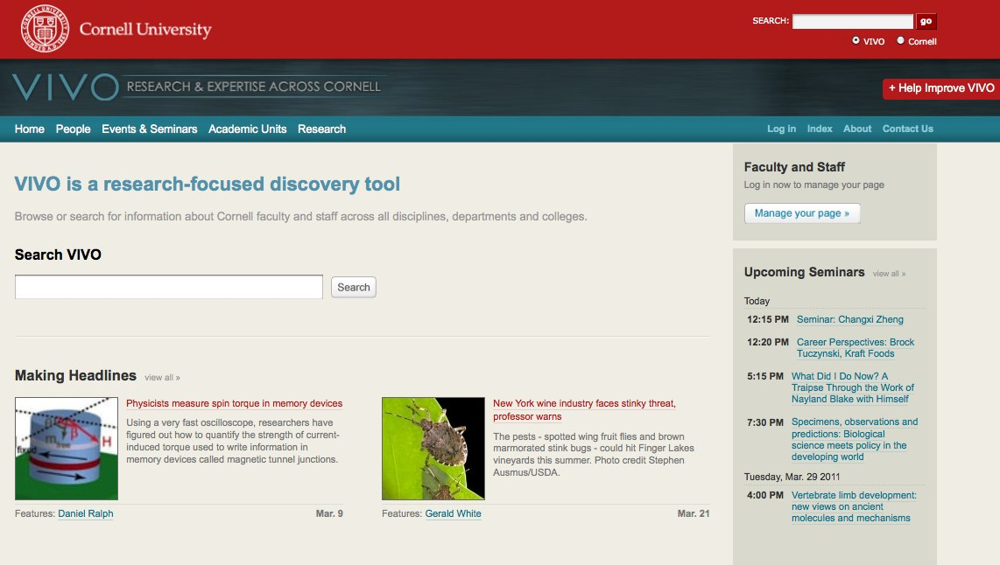 Cornell University
SEARCH:
go
VIVO
Cornell
VIVO RESEARCH & EXPERTISE ACROSS CORNELL
+ Help Improve VIVO
Home People Events & Seminars Academic Units Research
Log in Index About Contact Us
VIVO is a research-focused discovery tool
Browse or search for information about Cornell faculty and staff across all disciplines, departments and colleges.
Search VIVO
Search
Making Headlines view all »
Physicists measure spin torque in memory devices
Using a very fast oscilloscope, researchers have
figured out how to quantify the strength of current-
induced torque used to write information in
memory devices called magnetic tunnel junctions.
fixed
H
Features: Daniel Ralph
Mar. 9
New York wine industry faces stinky threat,
professor warns
The pests - spotted wing fruit flies and brown
marmorated stink bugs - could hit Finger Lakes
vineyards this summer. Photo credit Stephen
Ausmus/USDA.
Features: Gerald White
Mar. 21
Faculty and Staff
Log in now to manage your page
Manage your page »
Upcoming Seminars view all »
Today
12:15 PM Seminar: Changxi Zheng
12:20 PM Career Perspectives: Brock
Tuczynski, Kraft Foods
5:15 PM What Did I Do Now? A
Traipse Through the Work of
Nayland Blake with Himself
7:30 PM Specimens, observations and
predictions: Biological
science meets policy in the
developing world
Tuesday, Mar. 29 2011
4:00 PM Vertebrate limb development:
new views on ancient
molecules and mechanisms